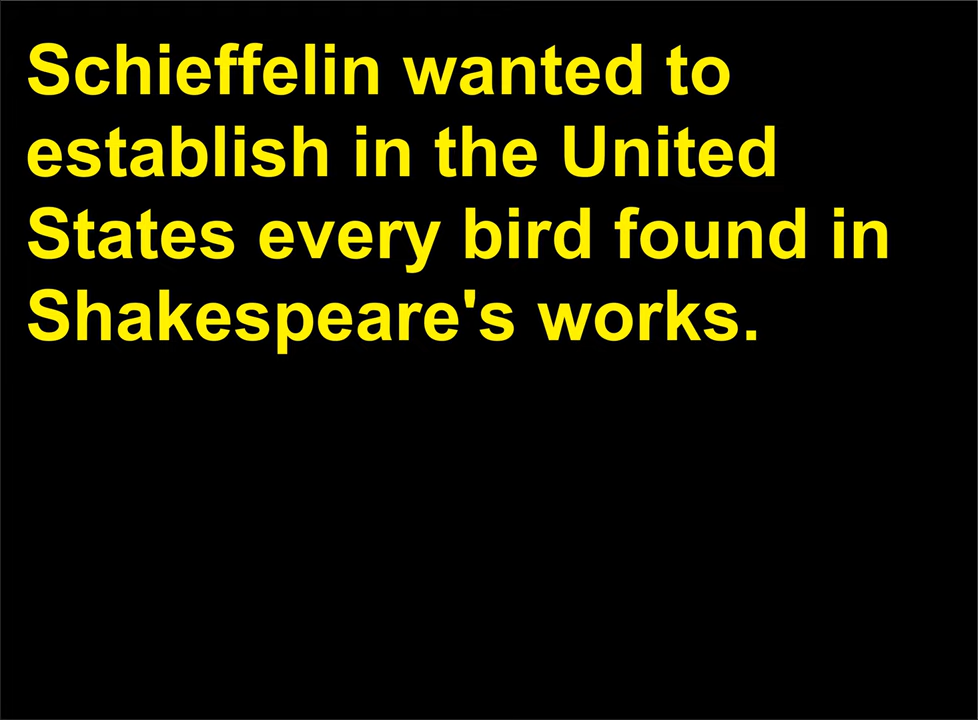 Schieffelin wanted to
establish in the United
States every bird found in
Shakespeare's works.